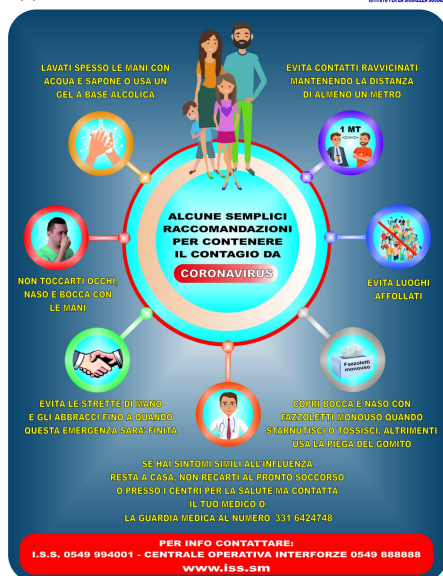 ISTITUTO PER LA SICUREZZA SOCIALE
LAVATI SPESSO LE MANI CON
ACQUA E SAPONE O USA UN
GEL A BASE ALCOLICA
EVITA CONTATTI RAVVICINATI
MANTENENDO LA DISTANZA
DI ALMENO UN METRO
1 MT
ALCUNE SEMPLICI
RACCOMANDAZIONI
PER CONTENERE
IL CONTAGIO DA
CORONAVIRUS
NON TOCCARTI OCCHI,
NASO E BOCCA CON
LE MANI
EVITA LUOGHI
AFFOLLATI
Fazzoletti
monouso
EVITA LE STRETTE DI MANO
E GLI ABBRACCI FINO A QUANDO
QUESTA EMERGENZA SARA' FINITA
COPRI BOCCA E NASO CON
FAZZOLETTI MONOUSO QUANDO
STARNUTISCI O TOSSISCI, ALTRIMENTI
USA LA PIEGA DEL GOMITO
SE HAI SINTOMI SIMILI ALL'INFLUENZA
RESTA A CASA, NON RECARTI AL PRONTO SOCCORSO
O PRESSO I CENTRI PER LA SALUTE MA CONTATTA
IL TUO MEDICO O
LA GUARDIA MEDICA AL NUMERO 331 6424748
PER INFO CONTATTARE:
I.S.S. 0549 994001 - CENTRALE OPERATIVA INTERFORZE 0549 888888
www.iss.sm